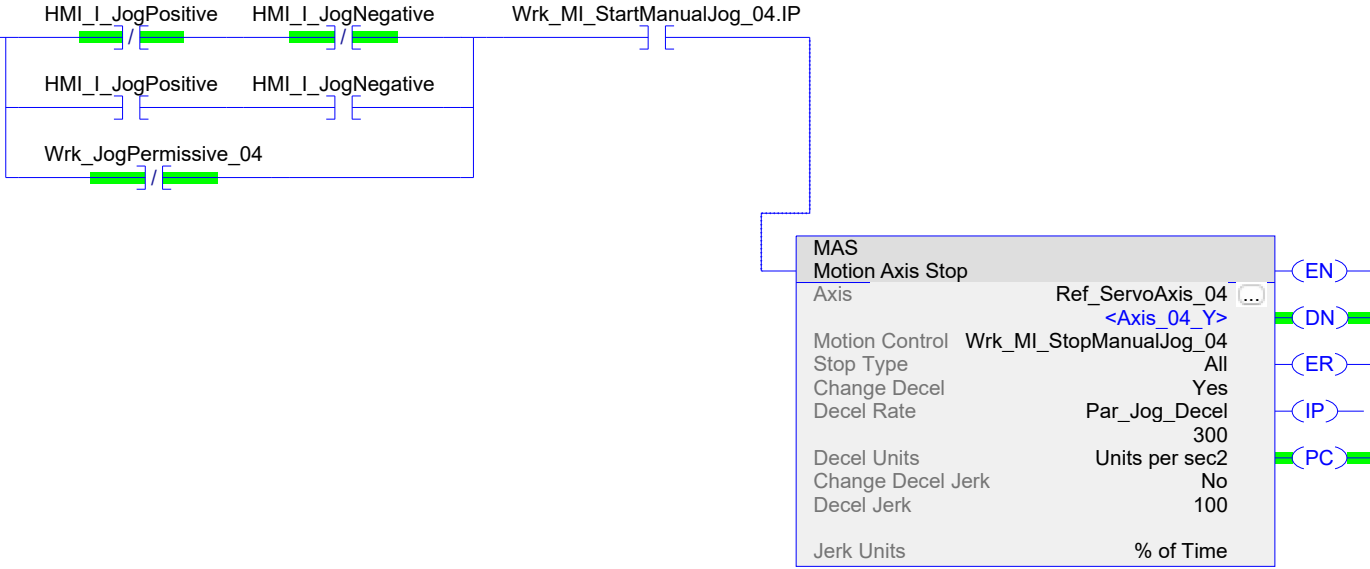 HMI_I_JogPositive HMI_I_JogNegative Wrk_MI_StartManualJog_04.IP
HMI_I_JogPositive HMI_I_JogNegative
Wrk_JogPermissive_04
MAS
Motion Axis Stop EN
Axis Ref_ServoAxis_04 ...
<Axis_04_Y> DN
Motion Control Wrk_MI_StopManualJog_04
Stop Type All ER
Change Decel Yes
Decel Rate Par_Jog_Decel IP
300
Decel Units Units per sec2 PC
Change Decel Jerk No
Decel Jerk 100
Jerk Units % of Time